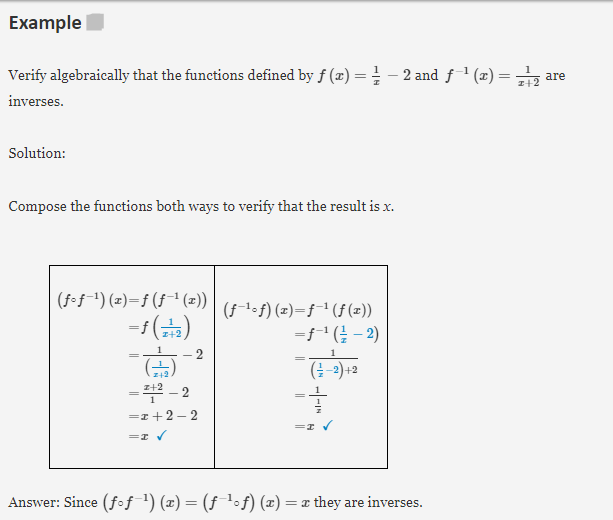 Example
Verify algebraically that the functions defined by f (x) = 1/x − 2 and f⁻¹ (x) = 1/(x+2) are
inverses.
Solution:
Compose the functions both ways to verify that the result is x.
(f∘f⁻¹) (x)=f (f⁻¹ (x))
=f (1/(x+2))
= 1/(1/(x+2)) − 2
= (x+2)/1 − 2
=x + 2 − 2
=x ✓
(f⁻¹∘f) (x)=f⁻¹ (f (x))
=f⁻¹ (1/x − 2)
= 1/((1/x −2)+2)
= 1/(1/x)
=x ✓
Answer: Since (f∘f⁻¹) (x) = (f⁻¹∘f) (x) = x they are inverses.